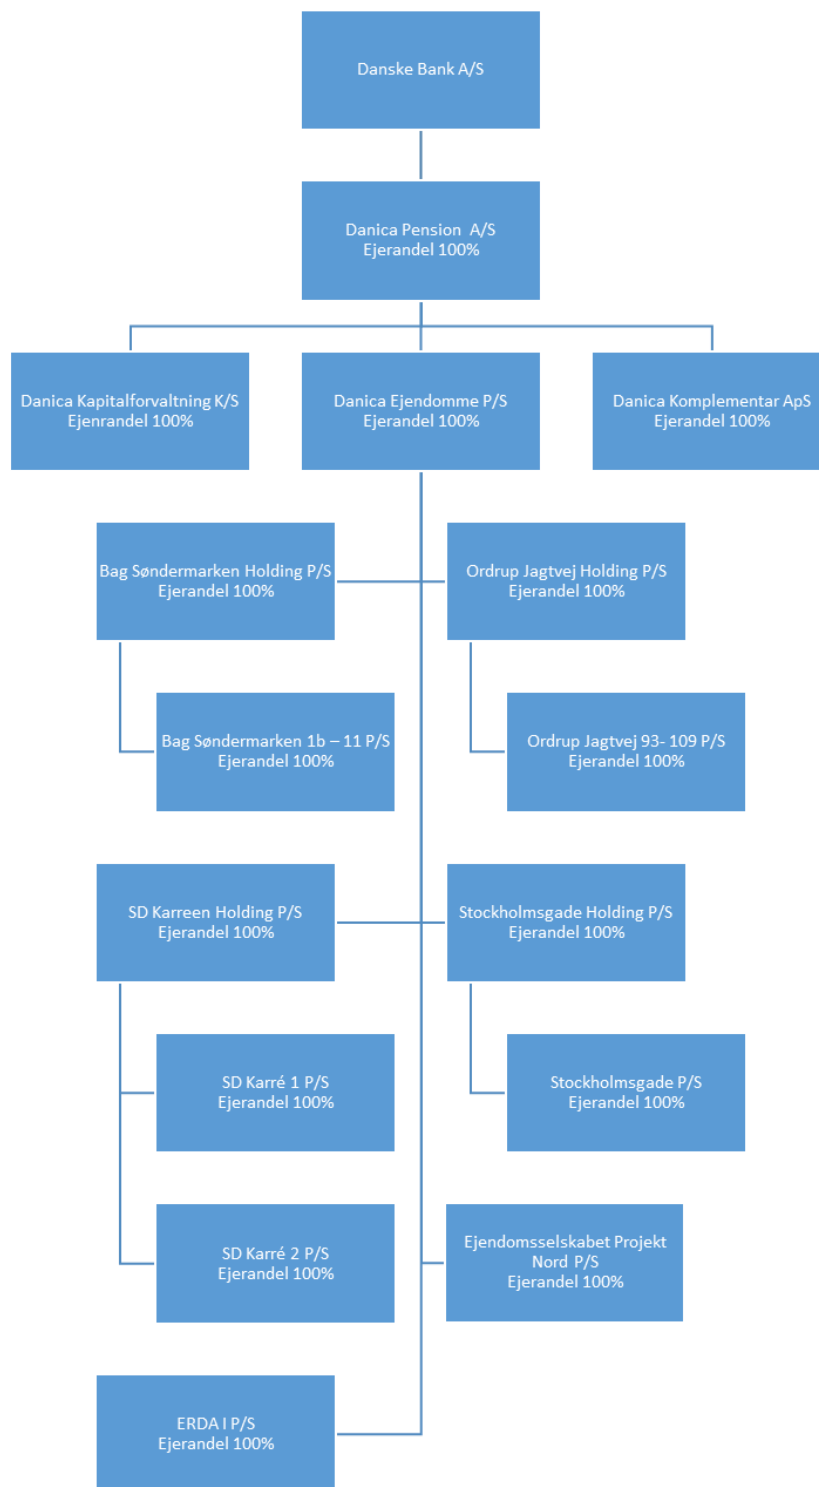 Danske Bank A/S
Danica Pension  A/S
Ejerandel 100%
Danica Kapitalforvaltning K/S
Ejenrandel 100%
Danica Ejendomme P/S
Ejerandel 100%
Danica Komplementar ApS
Ejerandel 100%
Bag Søndermarken Holding P/S
Ejerandel 100%
Ordrup Jagtvej Holding P/S
Ejerandel 100%
Bag Søndermarken 1b – 11 P/S
Ejerandel 100%
Ordrup Jagtvej 93- 109 P/S
Ejerandel 100%
SD Karreen Holding P/S
Ejerandel 100%
Stockholmsgade Holding P/S
Ejerandel 100%
SD Karré 1 P/S
Ejerandel 100%
Stockholmsgade P/S
Ejerandel 100%
SD Karré 2 P/S
Ejerandel 100%
Ejendomsselskabet Projekt
Nord  P/S
Ejerandel 100%
ERDA I P/S
Ejerandel 100%